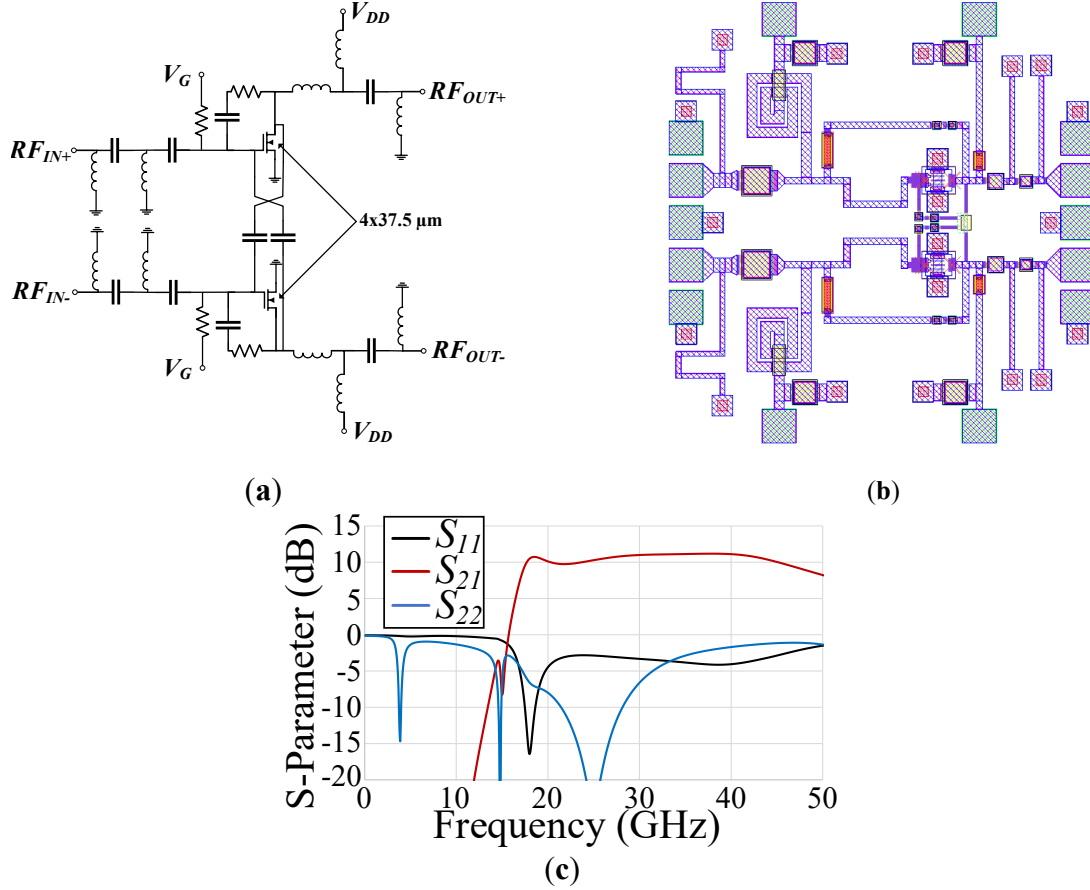 V_DD
V_G
RF_OUT+
RF_IN+
4x37.5 μm
RF_IN-
V_G
RF_OUT-
V_DD
(a)
(b)
S-Parameter (dB)
15
10
5
0
-5
-10
-15
-20
S_11
S_21
S_22
0
10
20
30
40
50
Frequency (GHz)
(c)